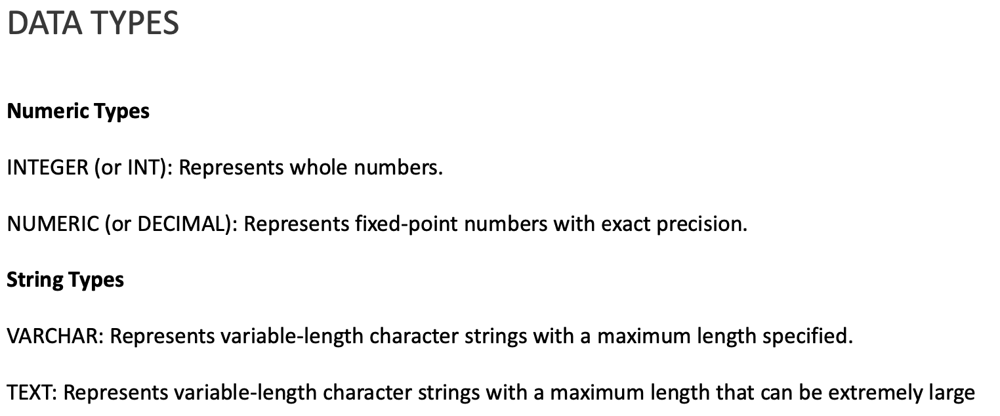 DATA TYPES
Numeric Types
INTEGER (or INT): Represents whole numbers.
NUMERIC (or DECIMAL): Represents fixed-point numbers with exact precision.
String Types
VARCHAR: Represents variable-length character strings with a maximum length specified.
TEXT: Represents variable-length character strings with a maximum length that can be extremely large